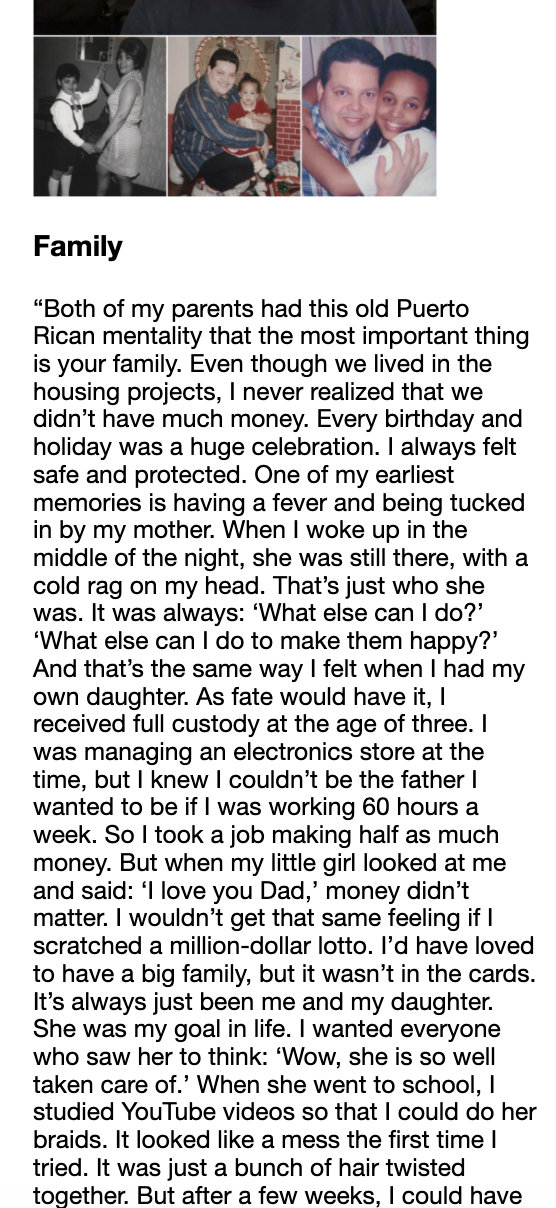 Family
“Both of my parents had this old Puerto
Rican mentality that the most important thing
is your family. Even though we lived in the
housing projects, I never realized that we
didn’t have much money. Every birthday and
holiday was a huge celebration. I always felt
safe and protected. One of my earliest
memories is having a fever and being tucked
in by my mother. When I woke up in the
middle of the night, she was still there, with a
cold rag on my head. That’s just who she
was. It was always: ‘What else can I do?’
‘What else can I do to make them happy?’
And that’s the same way I felt when I had my
own daughter. As fate would have it, I
received full custody at the age of three. I
was managing an electronics store at the
time, but I knew I couldn’t be the father I
wanted to be if I was working 60 hours a
week. So I took a job making half as much
money. But when my little girl looked at me
and said: ‘I love you Dad,’ money didn’t
matter. I wouldn’t get that same feeling if I
scratched a million-dollar lotto. I’d have loved
to have a big family, but it wasn’t in the cards.
It’s always just been me and my daughter.
She was my goal in life. I wanted everyone
who saw her to think: ‘Wow, she is so well
taken care of.’ When she went to school, I
studied YouTube videos so that I could do her
braids. It looked like a mess the first time I
tried. It was just a bunch of hair twisted
together. But after a few weeks, I could have